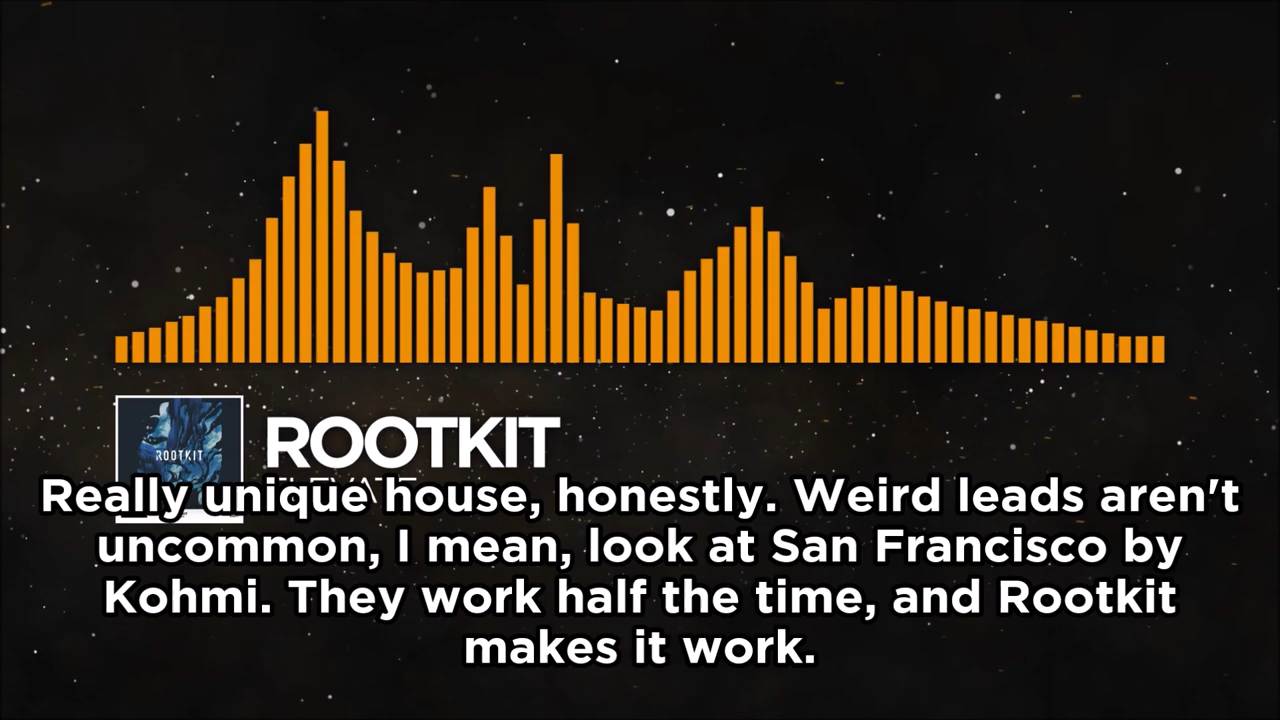 ROOTKIT
ROOTKIT
Really unique house, honestly. Weird leads aren't
uncommon, I mean, look at San Francisco by
Kohmi. They work half the time, and Rootkit
makes it work.